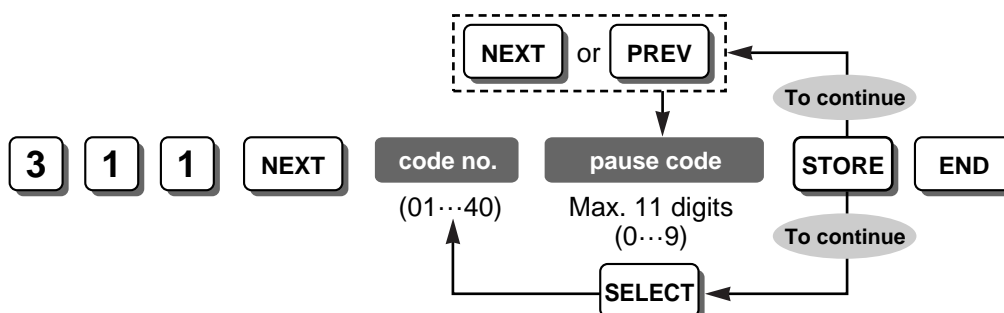 NEXT or PREV
To continue
3 1 1 NEXT code no. pause code STORE END
(01···40) Max. 11 digits
(0···9)
To continue
SELECT